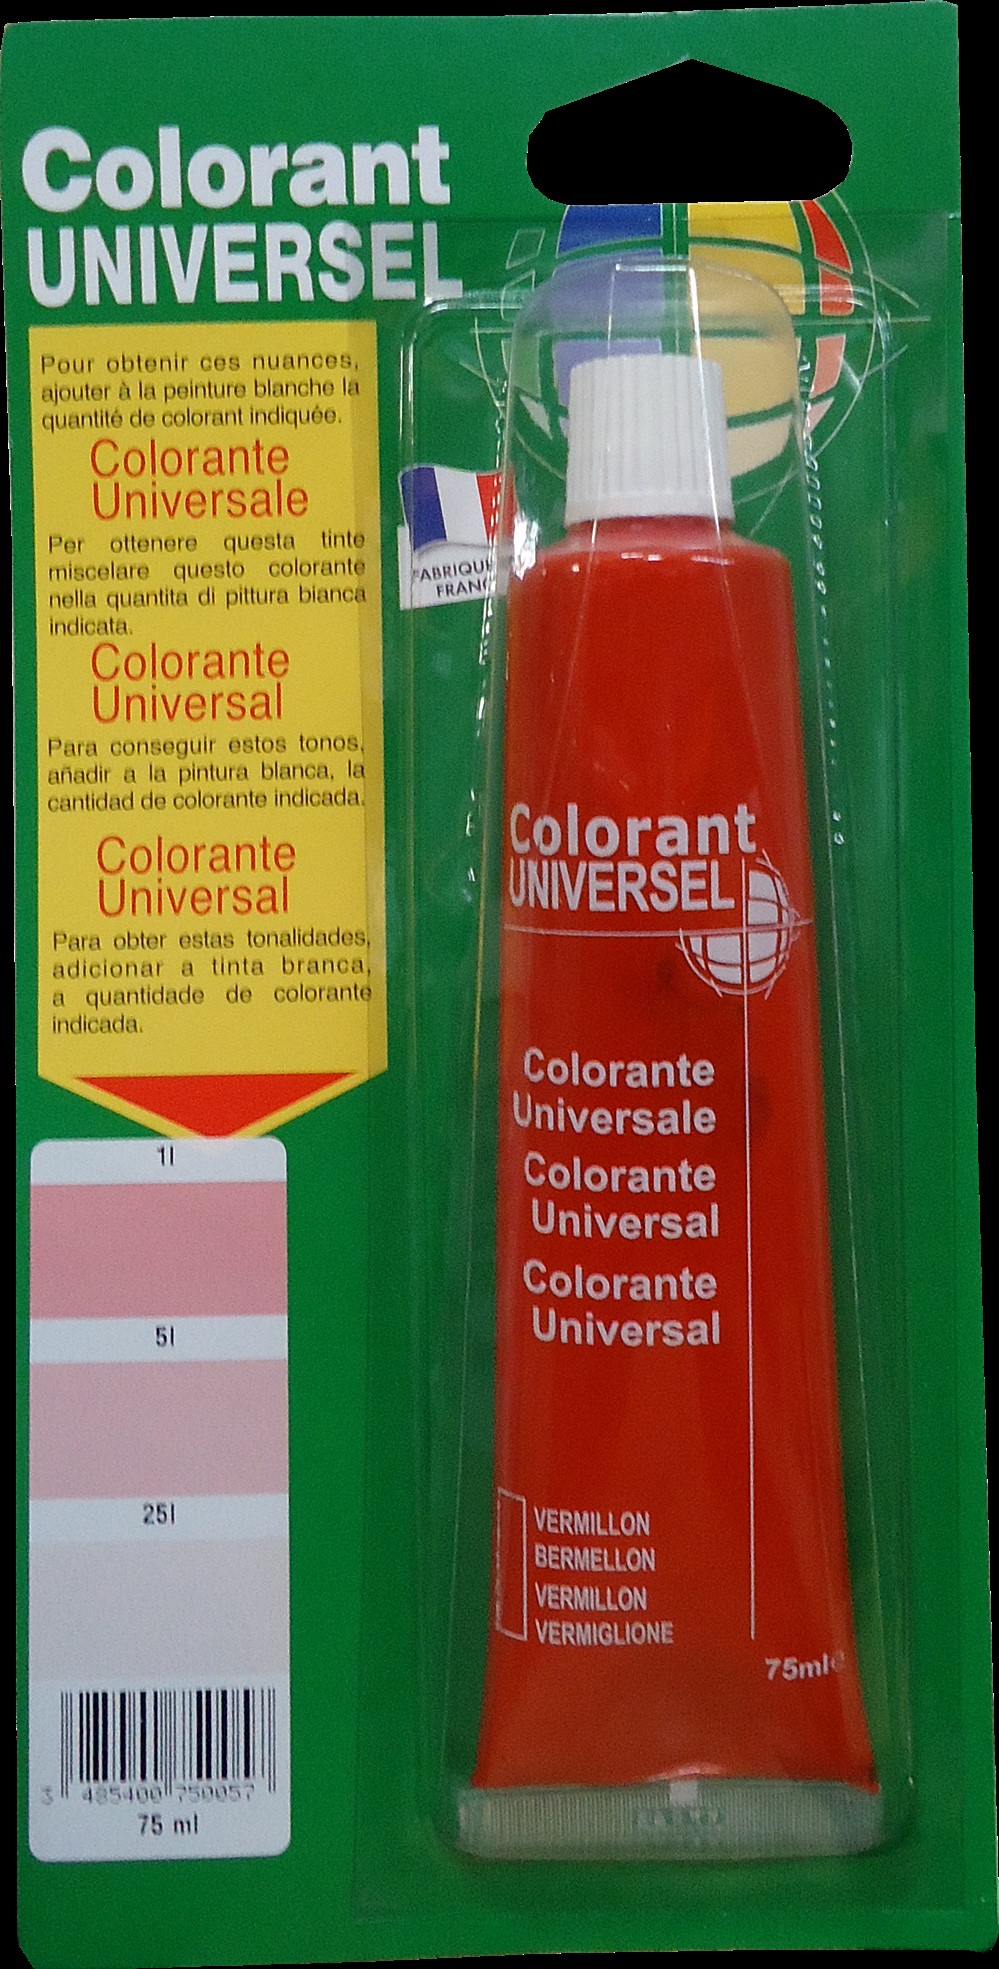 Colorant
UNIVERSEL
Pour obtenir ces nuances,
ajouter à la peinture blanche la
quantité de colorant indiquée.
Colorante
Universale
Per ottenere questa tinte
miscelare questo colorante
nella quantita di pittura bianca
indicata.
Colorante
Universal
Para conseguir estos tonos,
añadir a la pintura blanca, la
cantidad de colorante indicada.
Colorante
Universal
Para obter estas tonalidades,
adicionar a tinta branca,
a quantidade de colorante
indicada.
1l
5l
25l
3 485400 750057
75 ml
Colorant
UNIVERSEL
Colorante
Universale
Colorante
Universal
Colorante
Universal
VERMILLON
BERMELLON
VERMILLON
VERMIGLIONE
75ml e